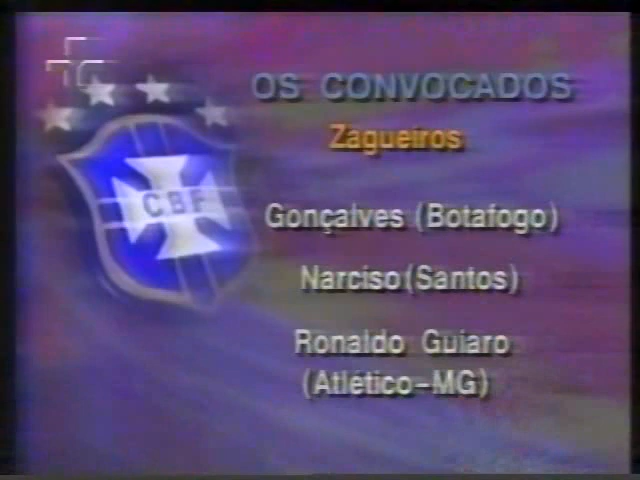 OS CONVOCADOS
Zagueiros
CBF
Gonçalves (Botafogo)
Narciso (Santos)
Ronaldo Guiaro
(Atlético-MG)